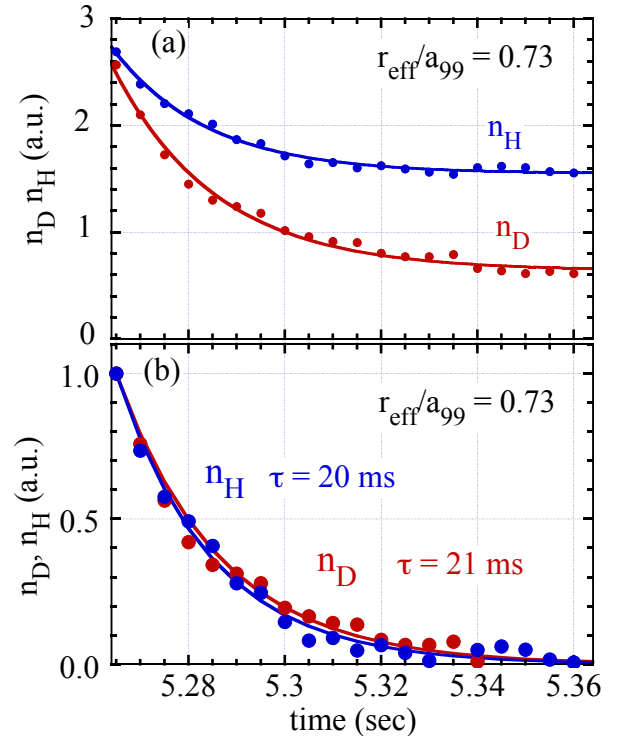 3
(a)
r_eff/a_99 = 0.73
n_H
2
n_D n_H (a.u.)
1
n_D
0
(b)
1.0
r_eff/a_99 = 0.73
n_H τ = 20 ms
n_D, n_H (a.u.)
0.5
n_D τ = 21 ms
0.0
5.28 5.3 5.32 5.34 5.36
time (sec)